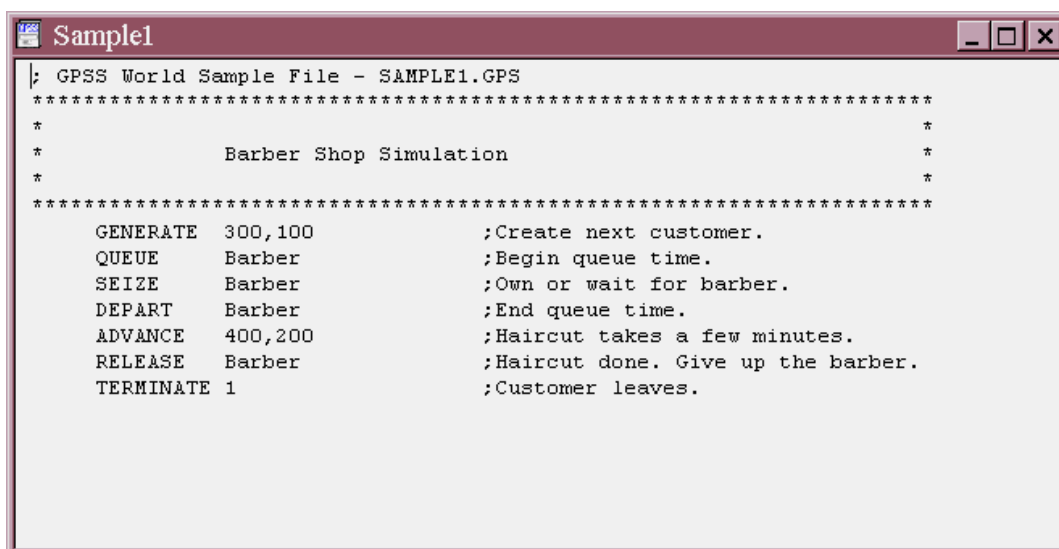 Sample1
; GPSS World Sample File - SAMPLE1.GPS
**********************************************************************
* *
* Barber Shop Simulation *
* *
**********************************************************************
GENERATE 300,100 ;Create next customer.
QUEUE Barber ;Begin queue time.
SEIZE Barber ;Own or wait for barber.
DEPART Barber ;End queue time.
ADVANCE 400,200 ;Haircut takes a few minutes.
RELEASE Barber ;Haircut done. Give up the barber.
TERMINATE 1 ;Customer leaves.